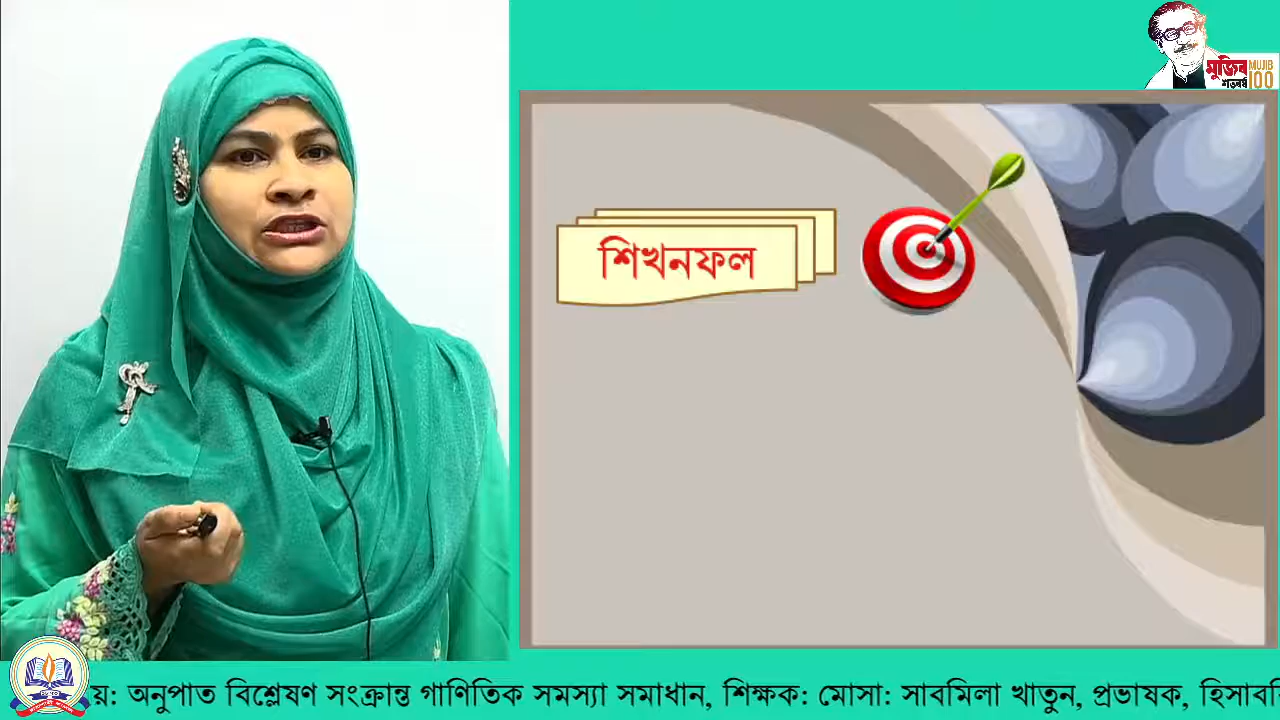 মুজিব
শতবর্ষ
MUJIB
100
শিখনফল
য়: অনুপাত বিশ্লেষণ সংক্রান্ত গাণিতিক সমস্যা সমাধান, শিক্ষক: মোসা: সাবমিলা খাতুন, প্রভাষক,